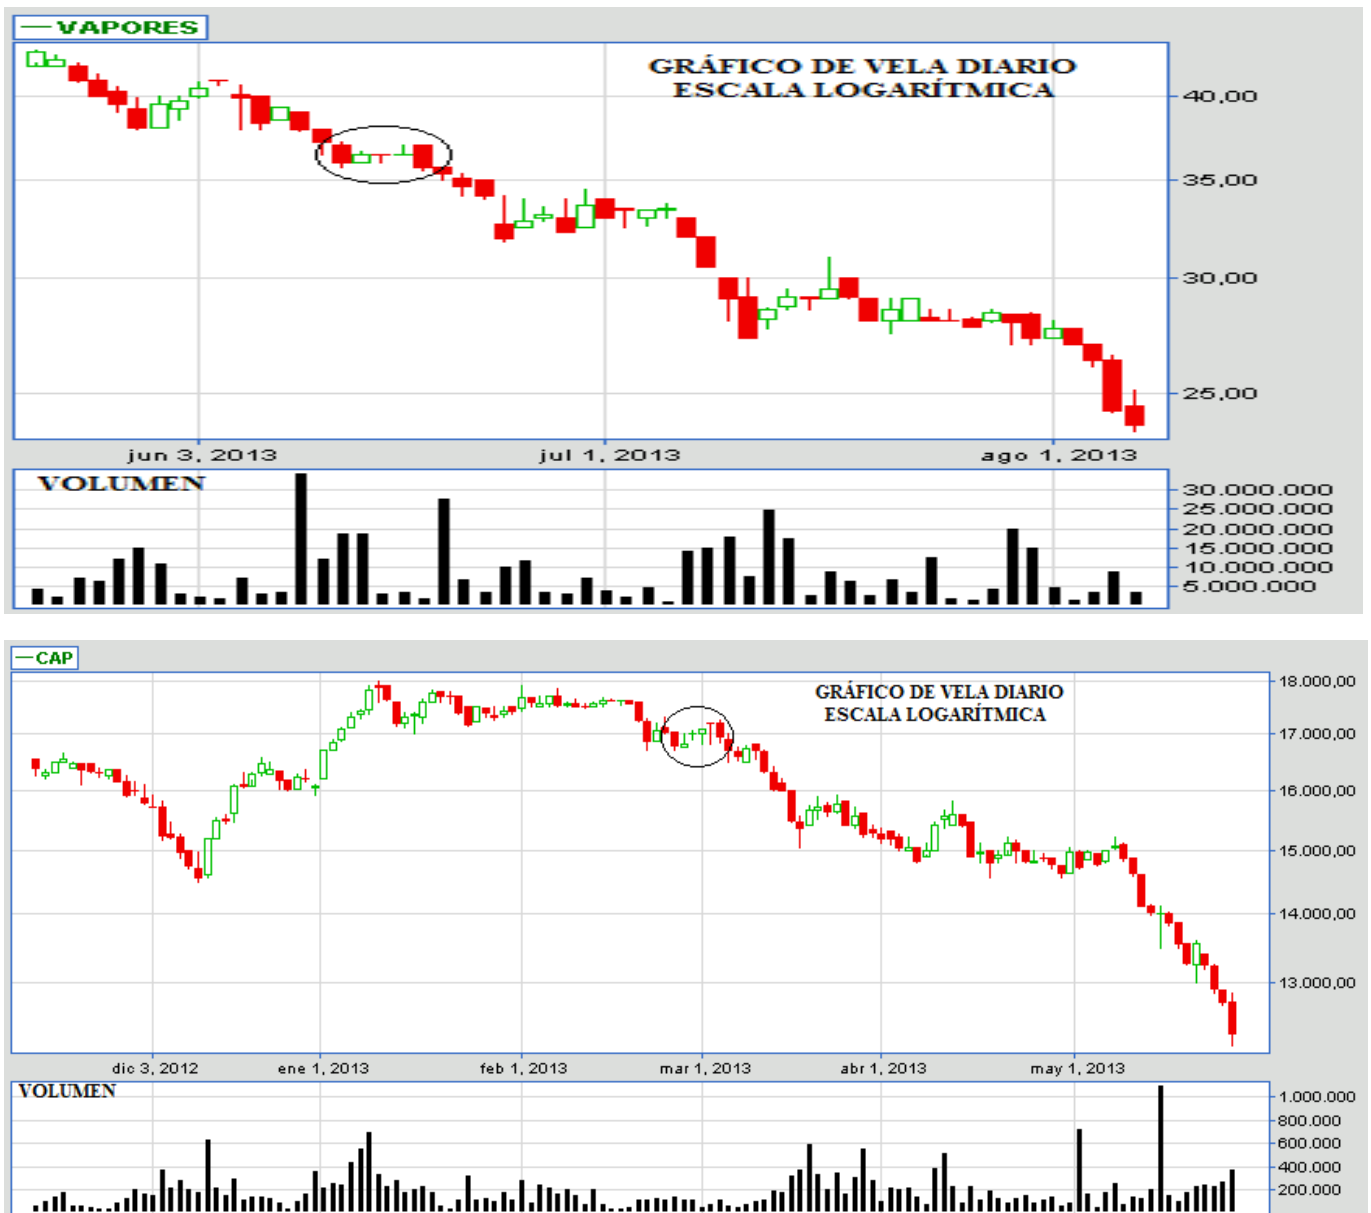 VAPORES
GRÁFICO DE VELA DIARIO
ESCALA LOGARÍTMICA
40,00
35,00
30,00
25,00
jun 3, 2013 jul 1, 2013 ago 1, 2013
VOLUMEN
30.000.000
25.000.000
20.000.000
15.000.000
10.000.000
5.000.000
CAP
GRÁFICO DE VELA DIARIO
ESCALA LOGARÍTMICA
18.000,00
17.000,00
16.000,00
15.000,00
14.000,00
13.000,00
dic 3, 2012 ene 1, 2013 feb 1, 2013 mar 1, 2013 abr 1, 2013 may 1, 2013
VOLUMEN
1.000.000
800.000
600.000
400.000
200.000